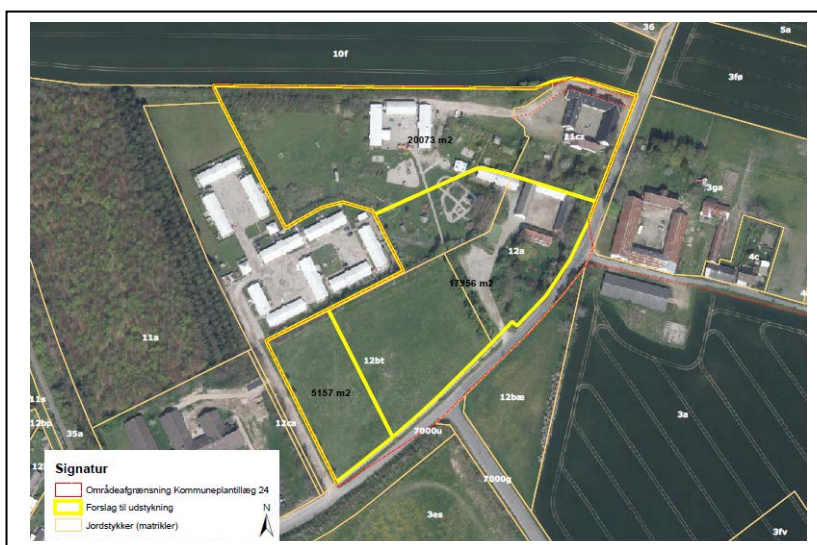 36
5a
10f
3fø
20073 m2
11cz
3ga
12a
4c
17956 m2
11a
12bt
5157 m2
12bæ
3a
11s
12bp
35a
12ca
7000u
7000g
3es
3fv
Signatur
Områdeafgrænsning Kommuneplantillæg 24
Forslag til udstykning
N
Jordstykker (matrikler)